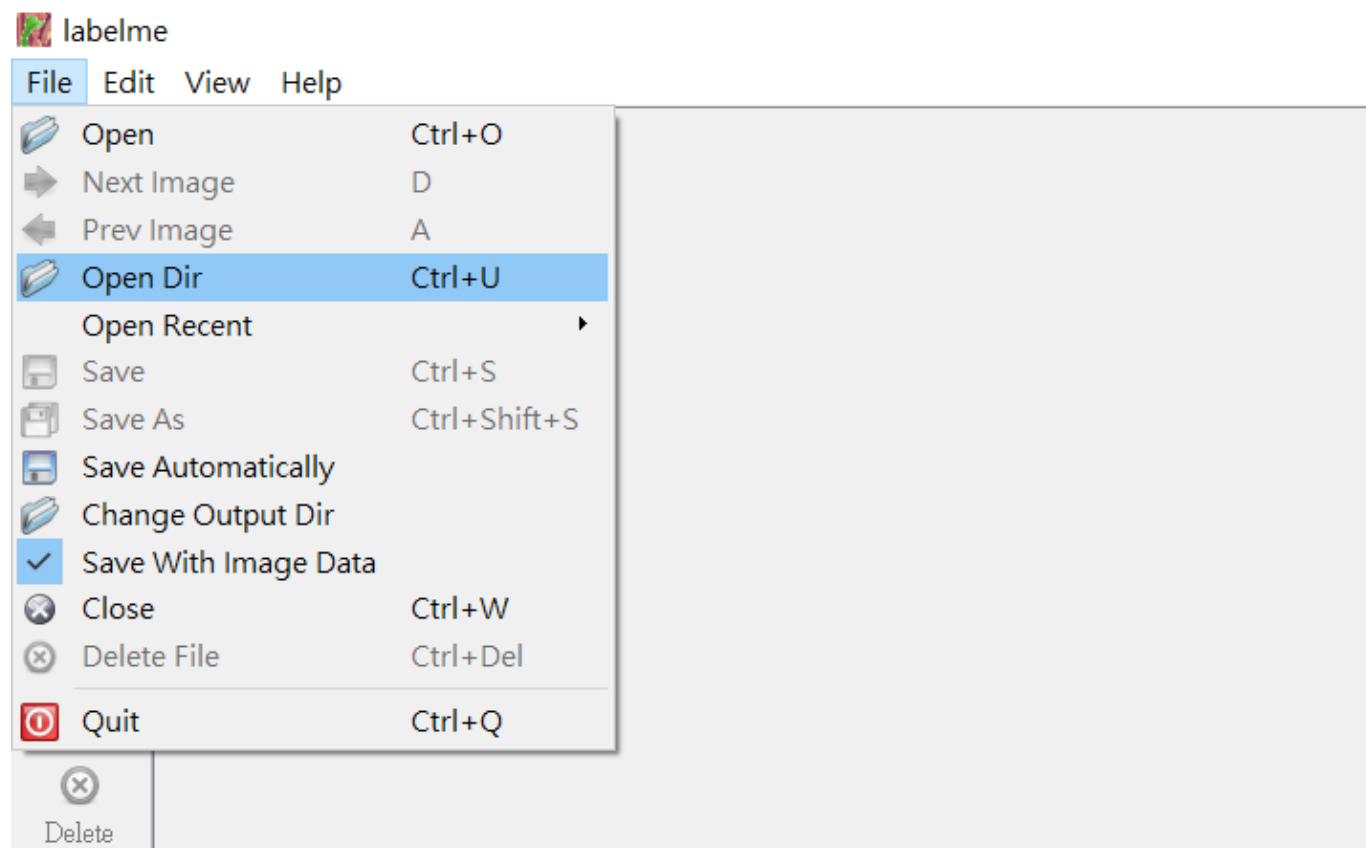 labelme
File Edit View Help
Open Ctrl+O
Next Image D
Prev Image A
Open Dir Ctrl+U
Open Recent
Save Ctrl+S
Save As Ctrl+Shift+S
Save Automatically
Change Output Dir
Save With Image Data
Close Ctrl+W
Delete File Ctrl+Del
Quit Ctrl+Q
Delete